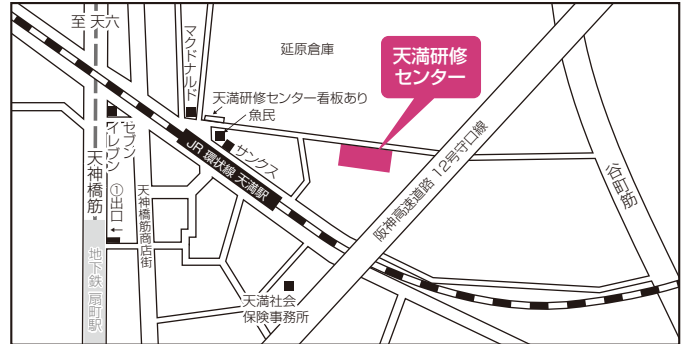 至 天六
マクドナルド
延原倉庫
天満研修
センター
天満研修センター看板あり
魚民
サンクス
JR 環状線 天満駅
セブン
イレブン
天神橋筋
①出口
←
天神橋筋商店街
地下鉄 扇町駅
阪神高速道路 12号守口線
谷町筋
天満社会
保険事務所